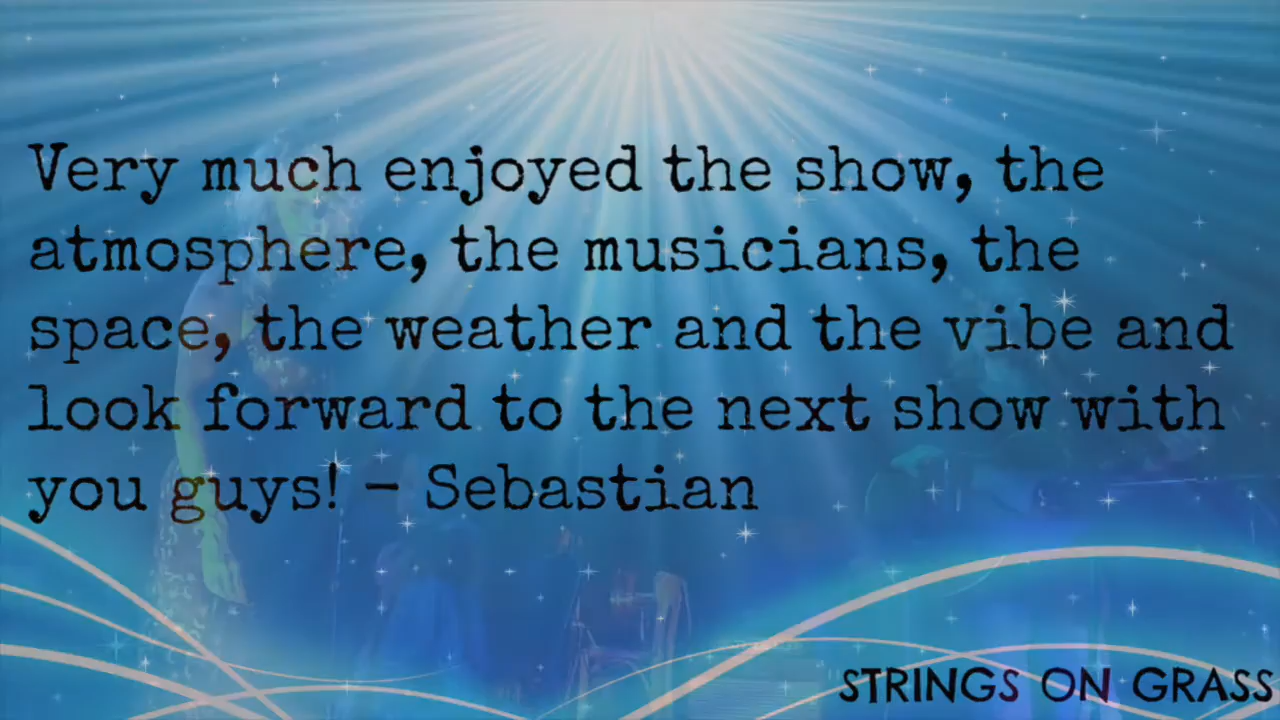 Very much enjoyed the show, the
atmosphere, the musicians, the
space, the weather and the vibe and
look forward to the next show with
you guys! - Sebastian
STRINGS ON GRASS